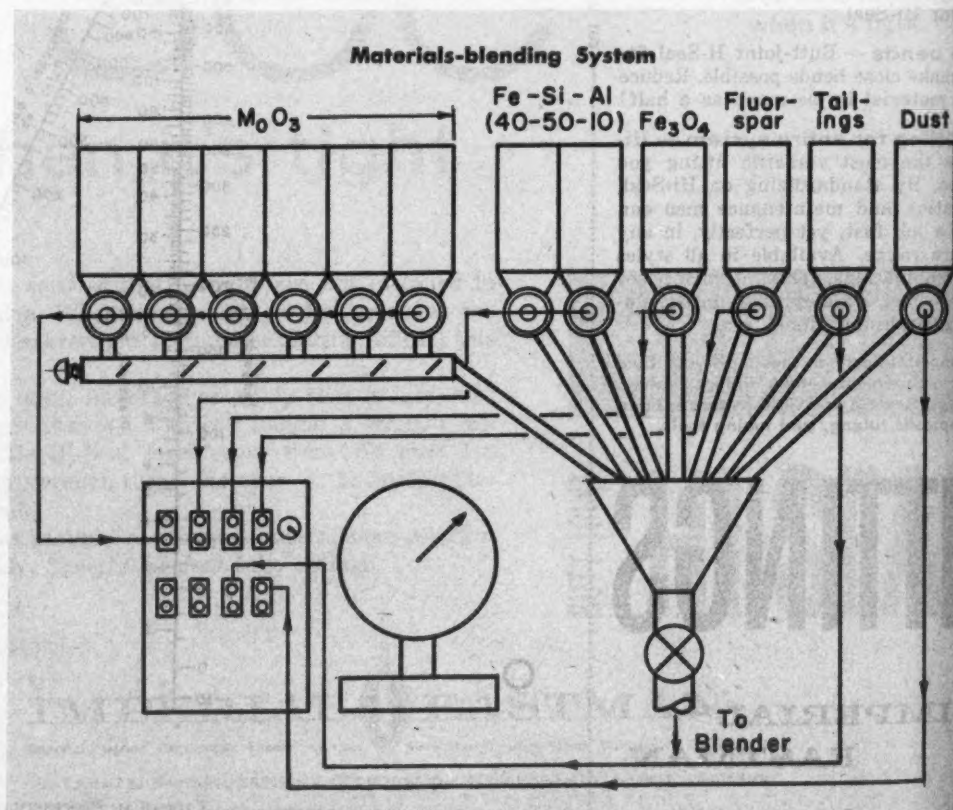 Materials-blending System
MoO3
Fe-Si-Al
(40-50-10)
Fe3O4
Fluor-
spar
Tail-
ings
Dust
To
Blender